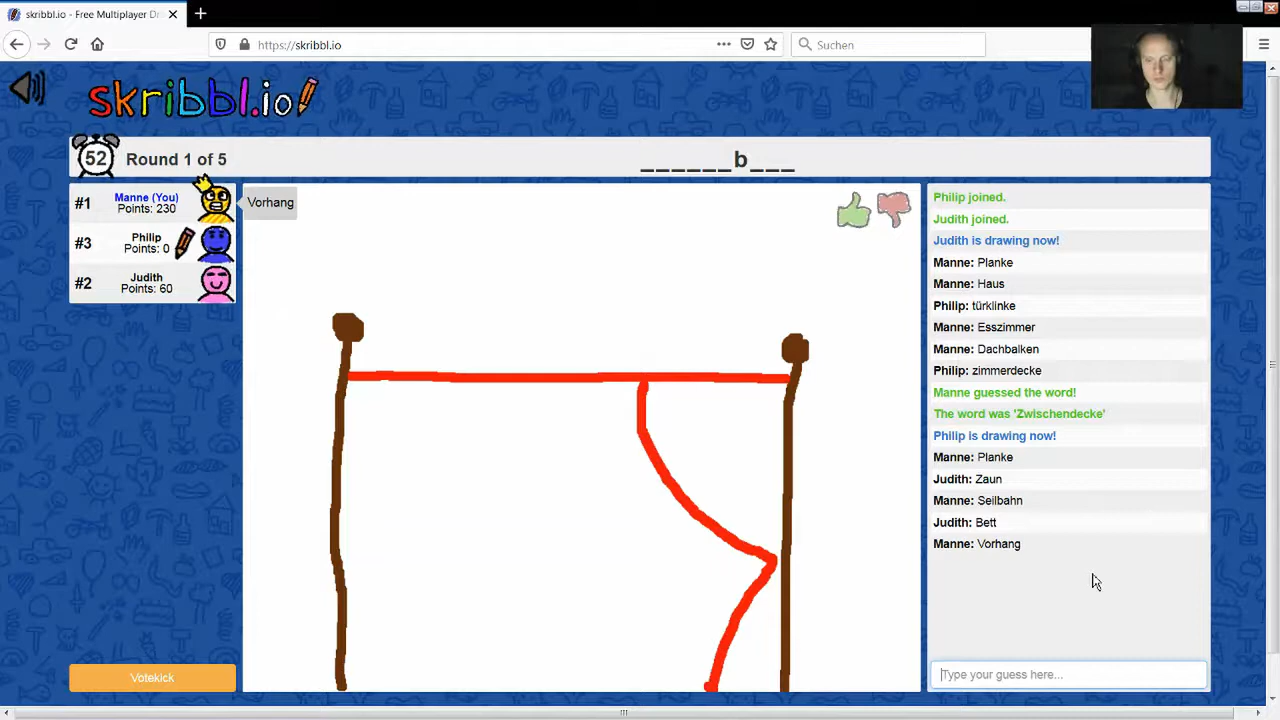 skribbl.io - Free Multiplayer Dr
https://skribbl.io
Suchen
skribbl.io
52
Round 1 of 5
______b___
#1
Manne (You)
Points: 230
#3
Philip
Points: 0
#2
Judith
Points: 60
Votekick
Vorhang
Philip joined.
Judith joined.
Judith is drawing now!
Manne: Planke
Manne: Haus
Philip: türklinke
Manne: Esszimmer
Manne: Dachbalken
Philip: zimmerdecke
Manne guessed the word!
The word was 'Zwischendecke'
Philip is drawing now!
Manne: Planke
Judith: Zaun
Manne: Seilbahn
Judith: Bett
Manne: Vorhang
Type your guess here...